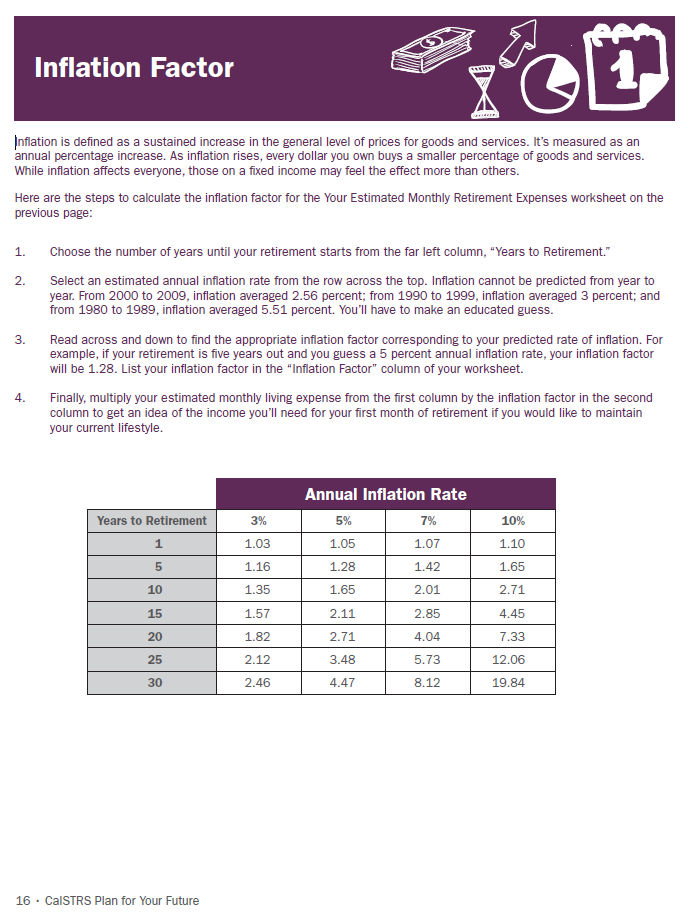 Inflation Factor
1
Inflation is defined as a sustained increase in the general level of prices for goods and services. It’s measured as an
annual percentage increase. As inflation rises, every dollar you own buys a smaller percentage of goods and services.
While inflation affects everyone, those on a fixed income may feel the effect more than others.
Here are the steps to calculate the inflation factor for the Your Estimated Monthly Retirement Expenses worksheet on the
previous page:
1. Choose the number of years until your retirement starts from the far left column, “Years to Retirement.”
2. Select an estimated annual inflation rate from the row across the top. Inflation cannot be predicted from year to
year. From 2000 to 2009, inflation averaged 2.56 percent; from 1990 to 1999, inflation averaged 3 percent; and
from 1980 to 1989, inflation averaged 5.51 percent. You’ll have to make an educated guess.
3. Read across and down to find the appropriate inflation factor corresponding to your predicted rate of inflation. For
example, if your retirement is five years out and you guess a 5 percent annual inflation rate, your inflation factor
will be 1.28. List your inflation factor in the “Inflation Factor” column of your worksheet.
4. Finally, multiply your estimated monthly living expense from the first column by the inflation factor in the second
column to get an idea of the income you’ll need for your first month of retirement if you would like to maintain
your current lifestyle.
Annual Inflation Rate
Years to Retirement 3% 5% 7% 10%
1 1.03 1.05 1.07 1.10
5 1.16 1.28 1.42 1.65
10 1.35 1.65 2.01 2.71
15 1.57 2.11 2.85 4.45
20 1.82 2.71 4.04 7.33
25 2.12 3.48 5.73 12.06
30 2.46 4.47 8.12 19.84
16 · CalSTRS Plan for Your Future